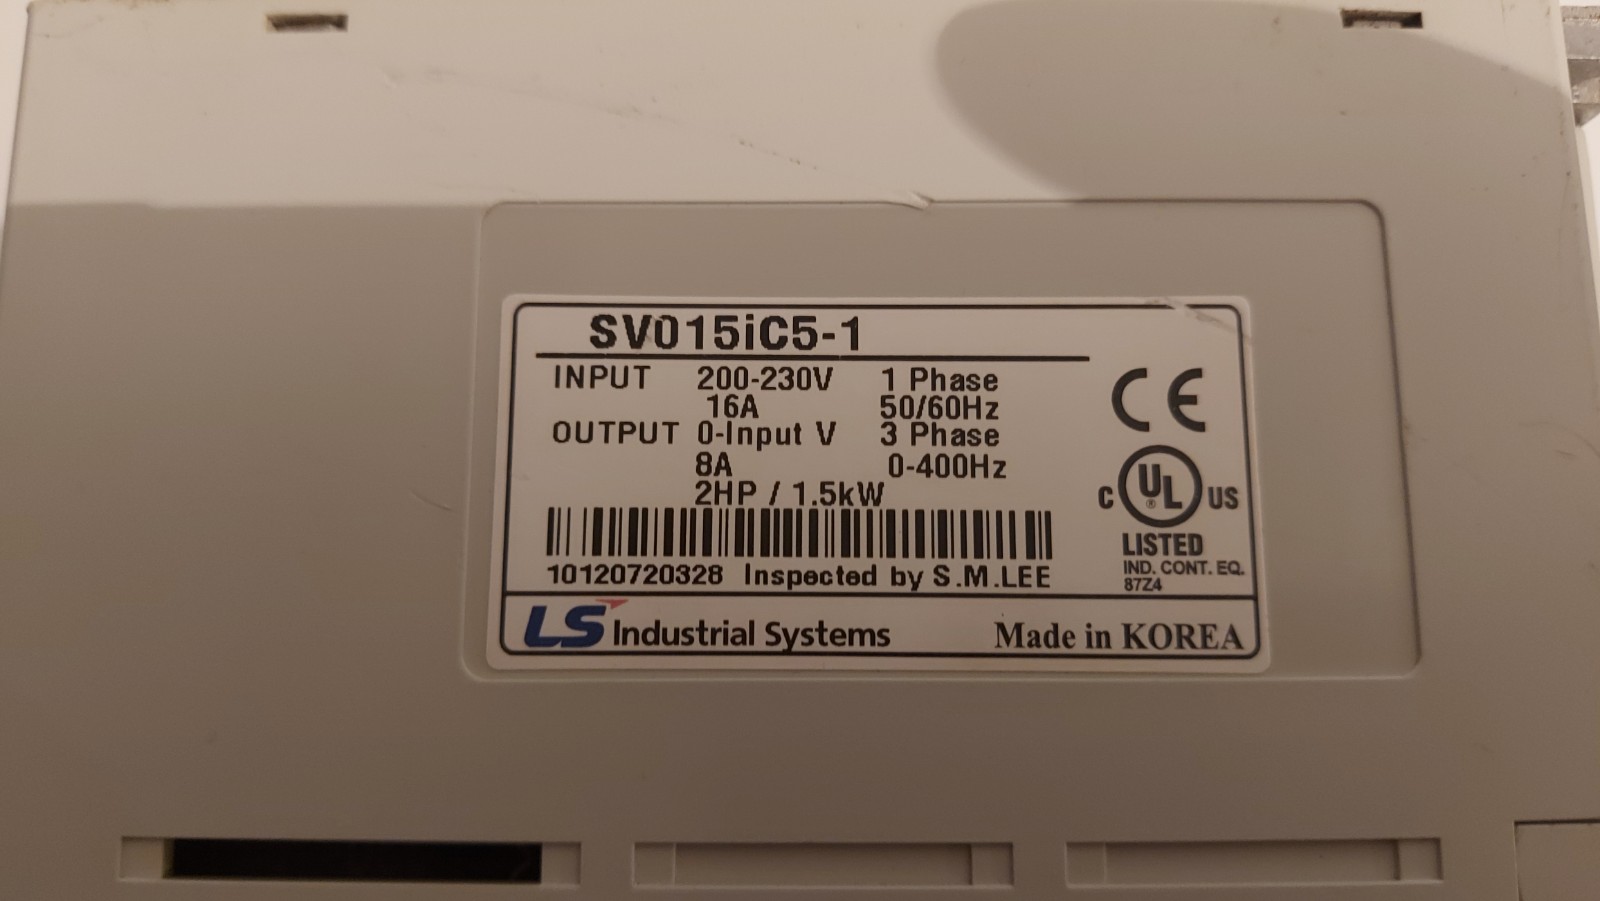 SV015iC5-1
INPUT 200-230V 1 Phase
16A 50/60Hz
OUTPUT 0-Input V 3 Phase
8A 0-400Hz
2HP / 1.5kW
10120720328 Inspected by S.M.LEE
CE
C UL ® US
LISTED
IND. CONT. EQ.
87Z4
LS Industrial Systems Made in KOREA